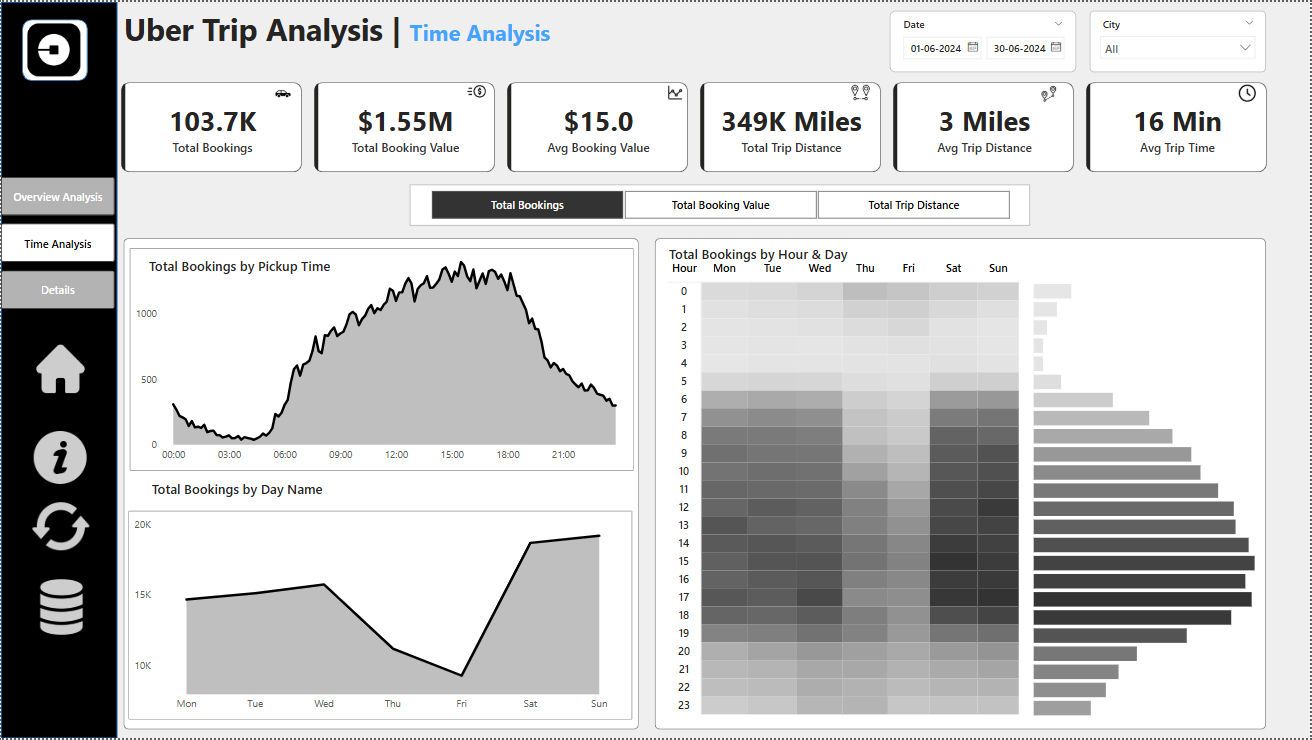 Uber Trip Analysis | Time Analysis
Date
01-06-2024 30-06-2024
City
All
103.7K
Total Bookings
$1.55M
Total Booking Value
$15.0
Avg Booking Value
349K Miles
Total Trip Distance
3 Miles
Avg Trip Distance
16 Min
Avg Trip Time
Overview Analysis
Time Analysis
Details
Total Bookings Total Booking Value Total Trip Distance
Total Bookings by Pickup Time
1000
500
0
00:00 03:00 06:00 09:00 12:00 15:00 18:00 21:00
Total Bookings by Day Name
20K
15K
10K
Mon Tue Wed Thu Fri Sat Sun
Total Bookings by Hour & Day
Hour Mon Tue Wed Thu Fri Sat Sun
0
1
2
3
4
5
6
7
8
9
10
11
12
13
14
15
16
17
18
19
20
21
22
23